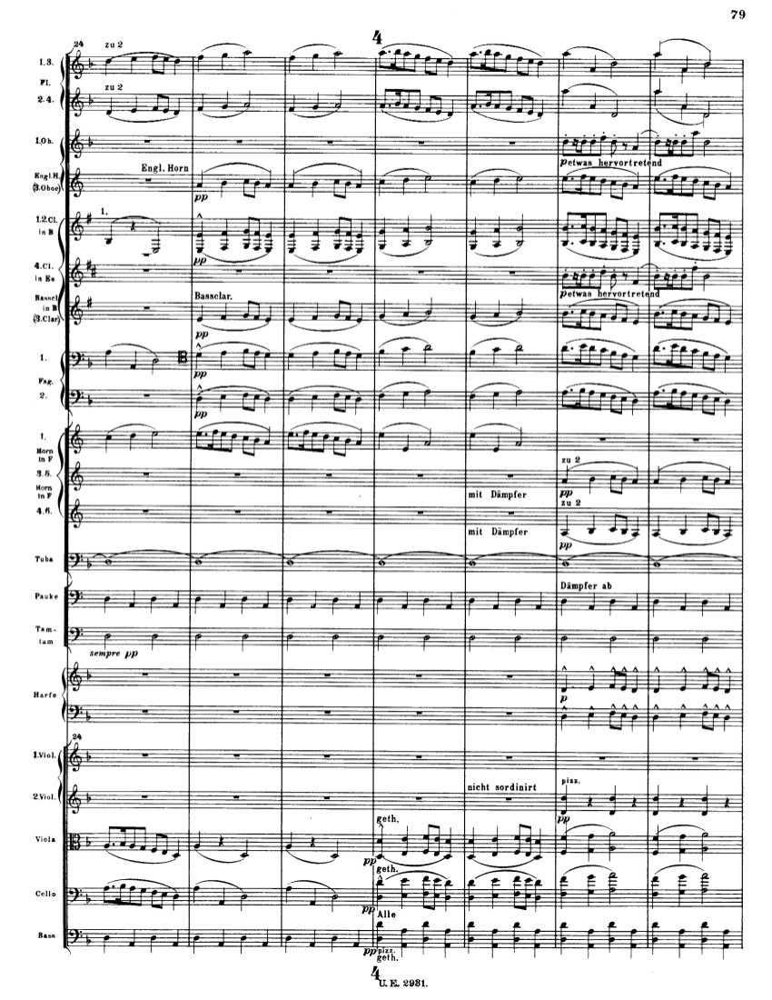 79
4
24
zu 2
1.3.
Fl.
zu 2
2.4.
1.Ob.
p etwas hervortretend
Engl. Horn
Engl.H.
(3.Oboe)
pp
1.
1.2.Cl.
in B
pp
4.Cl.
in Es
p etwas hervortretend
Basscl.
in B
(3.Clar.)
Bassclar.
pp
1.
pp
Fag.
2.
pp
1.
Horn
in F
zu 2
3.5.
pp
Horn
in F
mit Dämpfer
zu 2
4.6.
mit Dämpfer
pp
Tuba
Dämpfer ab
Pauke
Tam-
tam
sempre pp
Harfe
p
24
1.Viol.
nicht sordinirt
pizz.
2.Viol.
pp
geth.
Viola
pp
geth.
Cello
pp
Alle
Bass
pp pizz.
geth.
4
U. E. 2931.